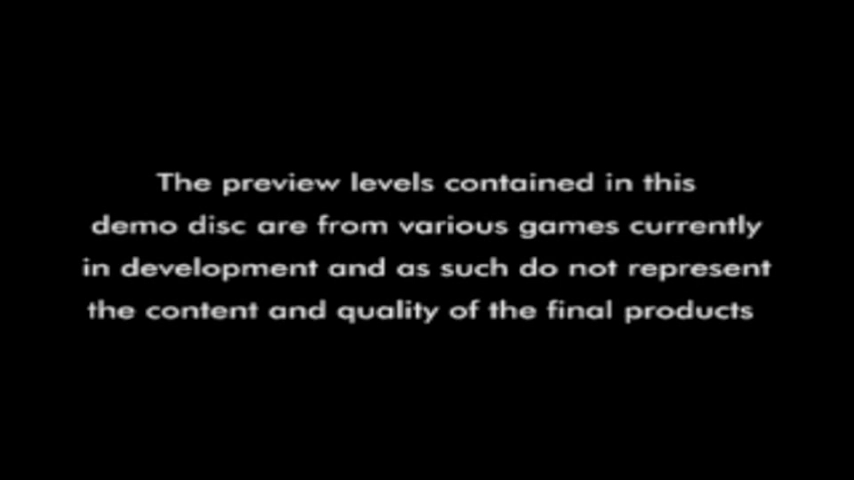 The preview levels contained in this
demo disc are from various games currently
in development and as such do not represent
the content and quality of the final products